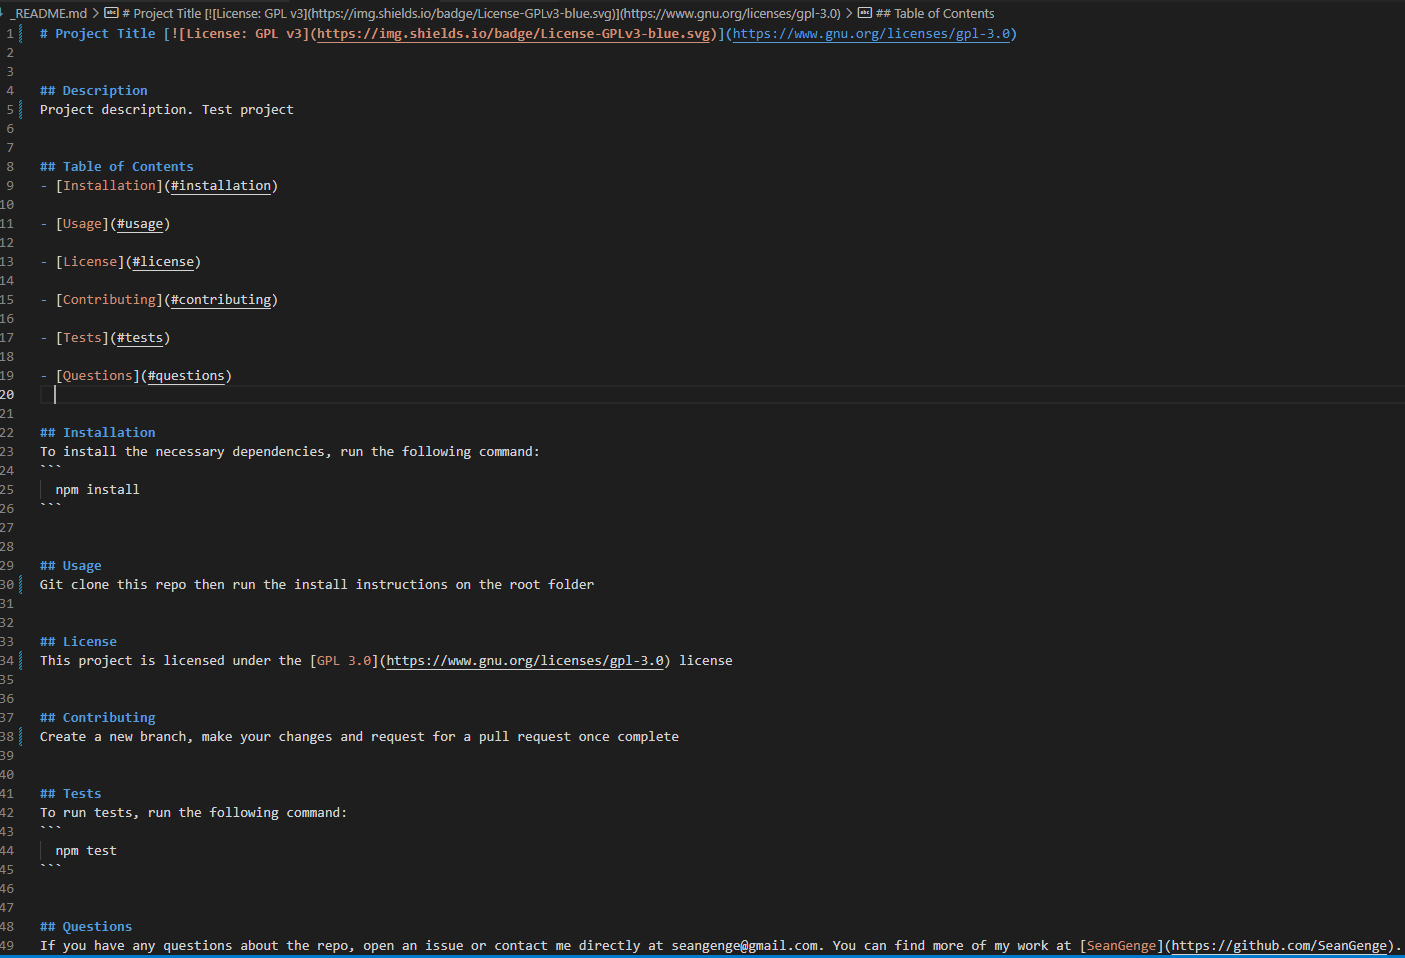 _README.md > # Project Title [![License: GPL v3](https://img.shields.io/badge/License-GPLv3-blue.svg)](https://www.gnu.org/licenses/gpl-3.0) > ## Table of Contents
1 # Project Title [![License: GPL v3](https://img.shields.io/badge/License-GPLv3-blue.svg)](https://www.gnu.org/licenses/gpl-3.0)
2
3
4 ## Description
5 Project description. Test project
6
7
8 ## Table of Contents
9 - [Installation](#installation)
10
11 - [Usage](#usage)
12
13 - [License](#license)
14
15 - [Contributing](#contributing)
16
17 - [Tests](#tests)
18
19 - [Questions](#questions)
20
21
22 ## Installation
23 To install the necessary dependencies, run the following command:
24 ```
25 npm install
26 ```
27
28
29 ## Usage
30 Git clone this repo then run the install instructions on the root folder
31
32
33 ## License
34 This project is licensed under the [GPL 3.0](https://www.gnu.org/licenses/gpl-3.0) license
35
36
37 ## Contributing
38 Create a new branch, make your changes and request for a pull request once complete
39
40
41 ## Tests
42 To run tests, run the following command:
43 ```
44 npm test
45 ```
46
47
48 ## Questions
49 If you have any questions about the repo, open an issue or contact me directly at seangenge@gmail.com. You can find more of my work at [SeanGenge](https://github.com/SeanGenge).